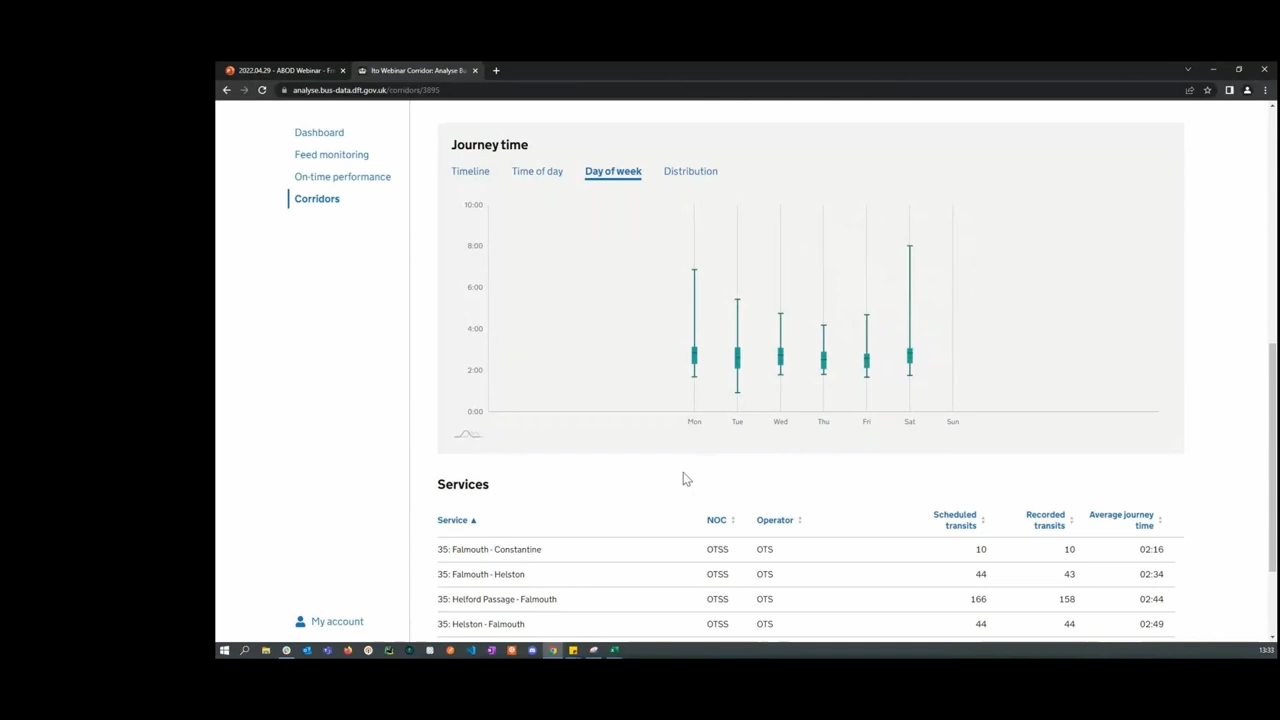 2022.04.29 - ABOD Webinar - Fr
Ito Webinar Corridor: Analyse Bu
analyse.bus-data.dft.gov.uk/corridors/3895
Dashboard
Feed monitoring
On-time performance
Corridors
My account
Journey time
Timeline Time of day Day of week Distribution
10:00
8:00
6:00
4:00
2:00
0:00
Mon Tue Wed Thu Fri Sat Sun
Services
Service ▲ NOC Operator Scheduled transits Recorded transits Average journey time
35: Falmouth - Constantine OTSS OTS 10 10 02:16
35: Falmouth - Helston OTSS OTS 44 43 02:34
35: Helford Passage - Falmouth OTSS OTS 166 158 02:44
35: Helston - Falmouth OTSS OTS 44 44 02:49
13:33